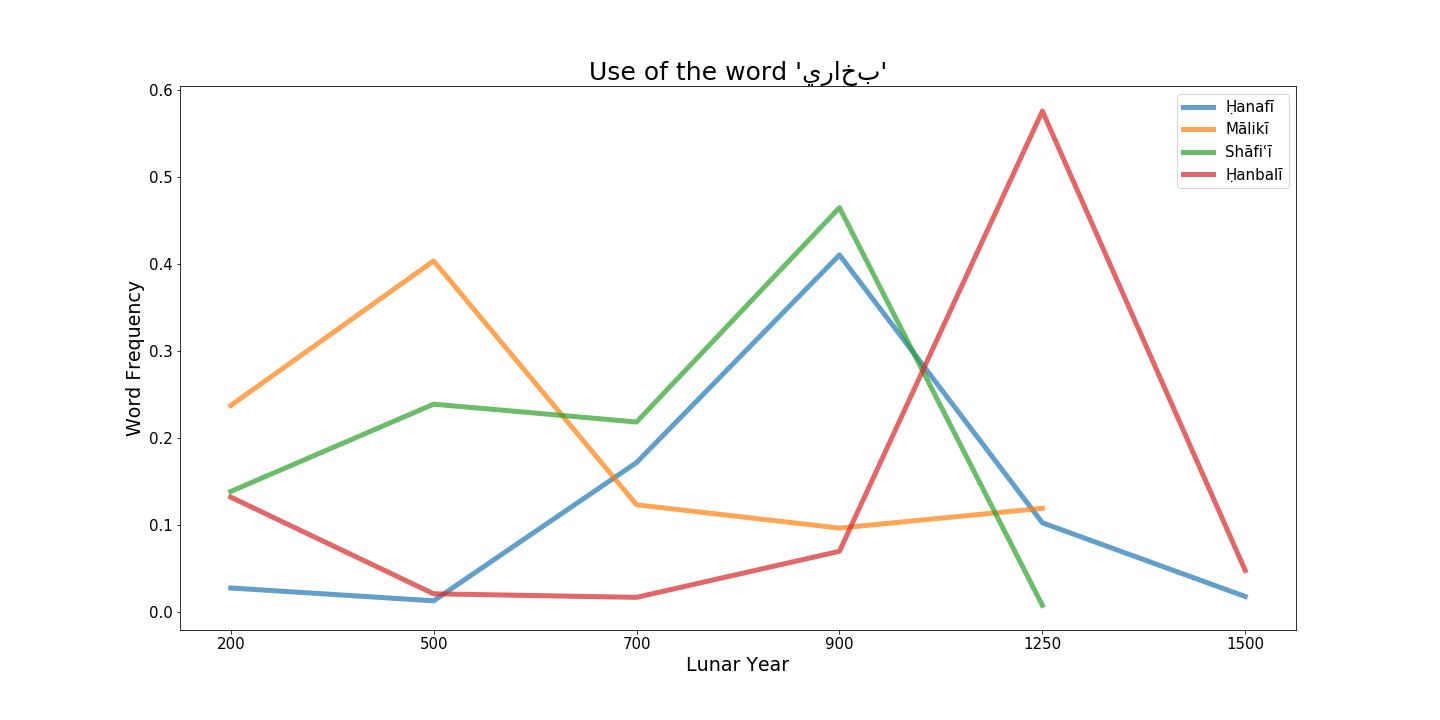 Use of the word 'بخاري'
0.6
0.5
0.4
0.3
0.2
0.1
0.0
Word Frequency
Ḥanafī
Mālikī
Shāfiʿī
Ḥanbalī
200 500 700 900 1250 1500
Lunar Year